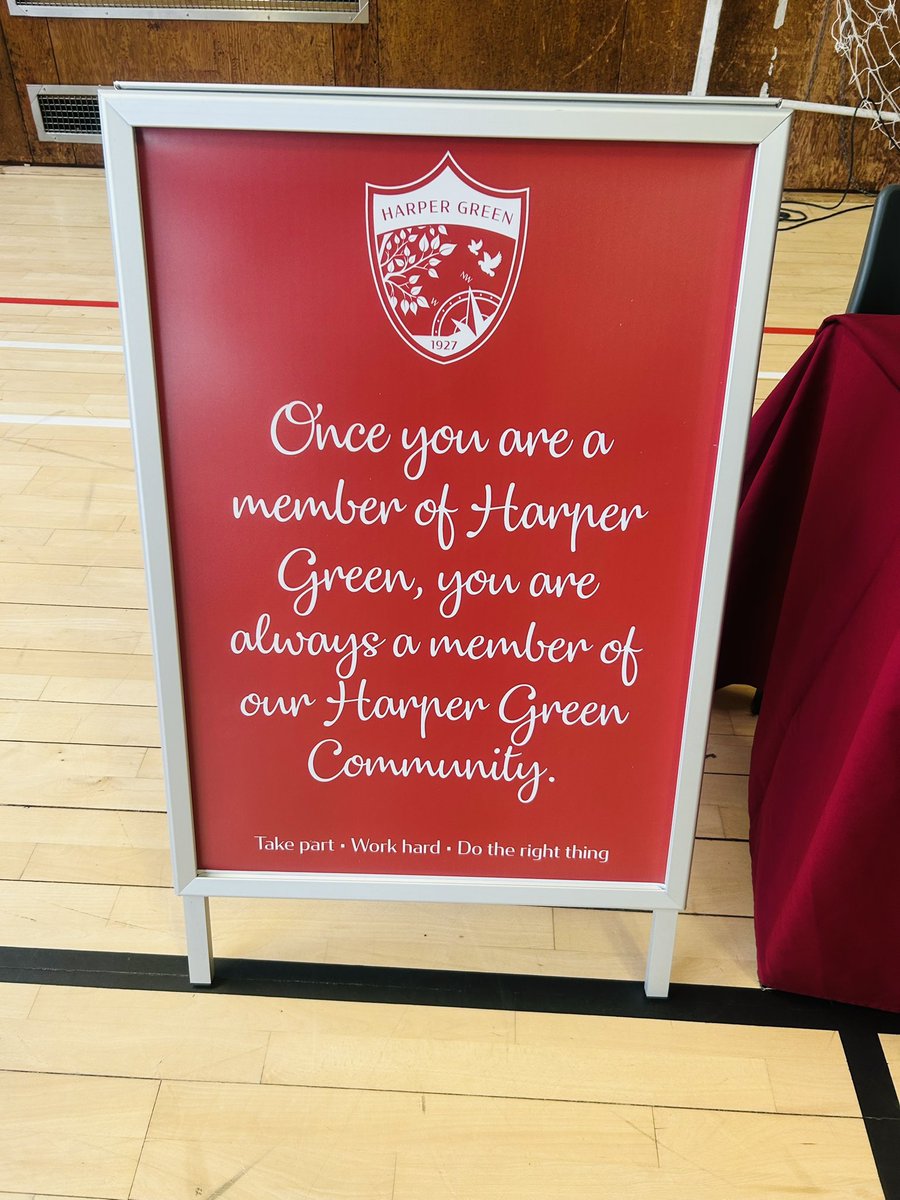 HARPER GREEN
NW
W
1927
Once you are a
member of Harper
Green, you are
always a member of
our Harper Green
Community.
Take part • Work hard • Do the right thing